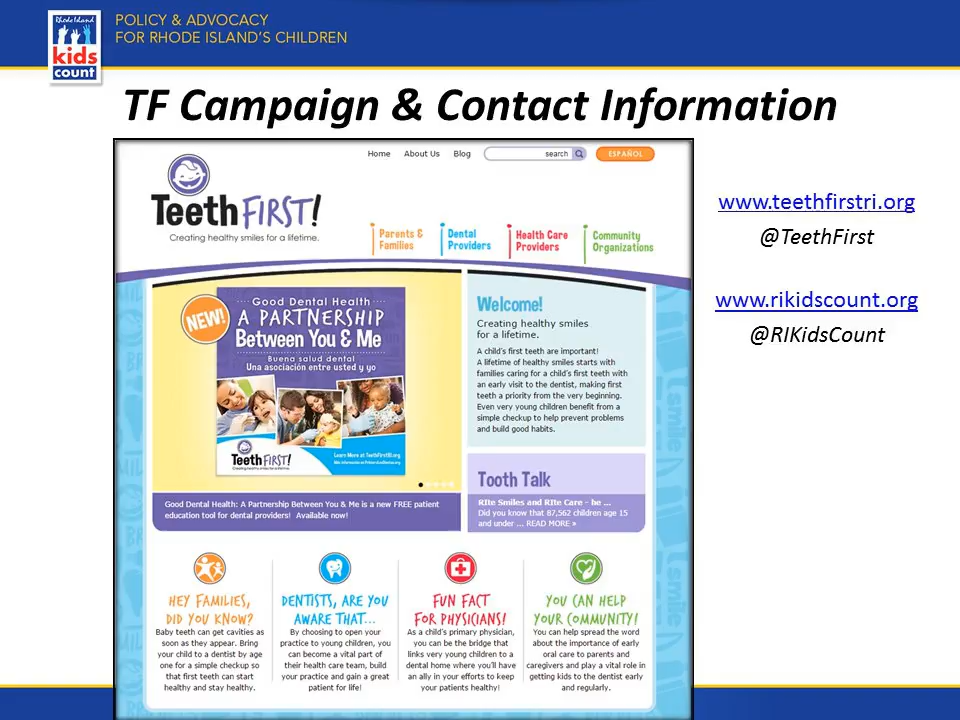 Rhode Island
kids
count
POLICY & ADVOCACY
FOR RHODE ISLAND'S CHILDREN
TF Campaign & Contact Information
Home About Us Blog search ESPAÑOL
TeethFIRST!
Creating healthy smiles for a lifetime.
Parents &
Families
Dental
Providers
Health Care
Providers
Community
Organizations
NEW!
Good Dental Health
A PARTNERSHIP
Between You & Me
Buena salud dental
Una asociación entre usted y yo
TeethFIRST!
Creating healthy smiles for a lifetime.
Learn More at TeethFirstRI.org
Good Dental Health: A Partnership Between You & Me is a new FREE patient
education tool for dental providers! Available now!
Welcome!
Creating healthy smiles
for a lifetime.
A child's first teeth are important!
A lifetime of healthy smiles starts with
families caring for a child's first teeth with
an early visit to the dentist, making first
teeth a priority from the very beginning.
Even very young children benefit from a
simple checkup to help prevent problems
and build good habits.
Tooth Talk
RIte Smiles and RIte Care - he ...
Did you know that 87,562 children age 15
and under ... READ MORE »
HEY FAMILIES,
DID YOU KNOW?
Baby teeth can get cavities as
soon as they appear. Bring
your child to a dentist by age
one for a simple checkup so
that first teeth can start
healthy and stay healthy.
DENTISTS, ARE YOU
AWARE THAT...
By choosing to open your
practice to young children, you
can become a vital part of
their health care team, build
your practice and gain a great
patient for life!
FUN FACT
FOR PHYSICIANS!
As a child's primary physician,
you can be the bridge that
links very young children to a
dental home where you'll have
an ally in your efforts to keep
your patients healthy!
YOU CAN HELP
YOUR COMMUNITY!
You can help spread the word
about the importance of early
oral care to parents and
caregivers and play a vital role in
getting kids to the dentist early
and regularly.
www.teethfirstri.org
@TeethFirst
www.rikidscount.org
@RIKidsCount